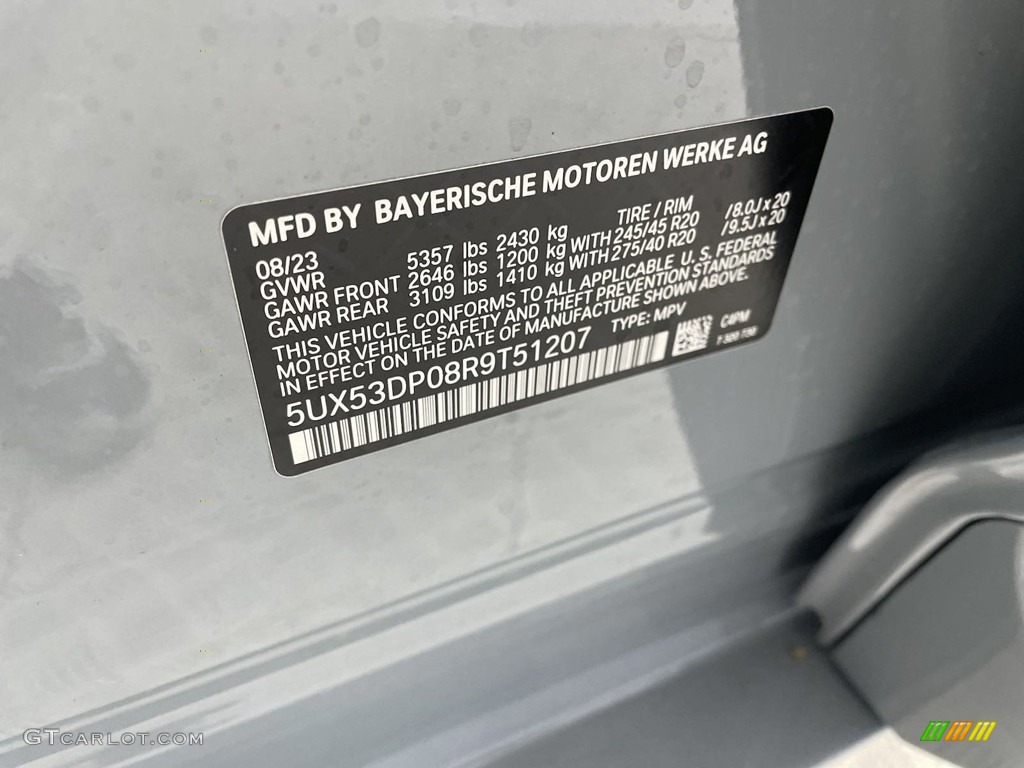 MFD BY BAYERISCHE MOTOREN WERKE AG
08/23 TIRE / RIM
GVWR 5357 lbs 2430 kg
GAWR FRONT 2646 lbs 1200 kg WITH 245/45 R20 /8.0J x 20
GAWR REAR 3109 lbs 1410 kg WITH 275/40 R20 /9.5J x 20
THIS VEHICLE CONFORMS TO ALL APPLICABLE U. S. FEDERAL
MOTOR VEHICLE SAFETY AND THEFT PREVENTION STANDARDS
IN EFFECT ON THE DATE OF MANUFACTURE SHOWN ABOVE.
5UX53DP08R9T51207 TYPE: MPV
C4PM
GTCARLOT.COM